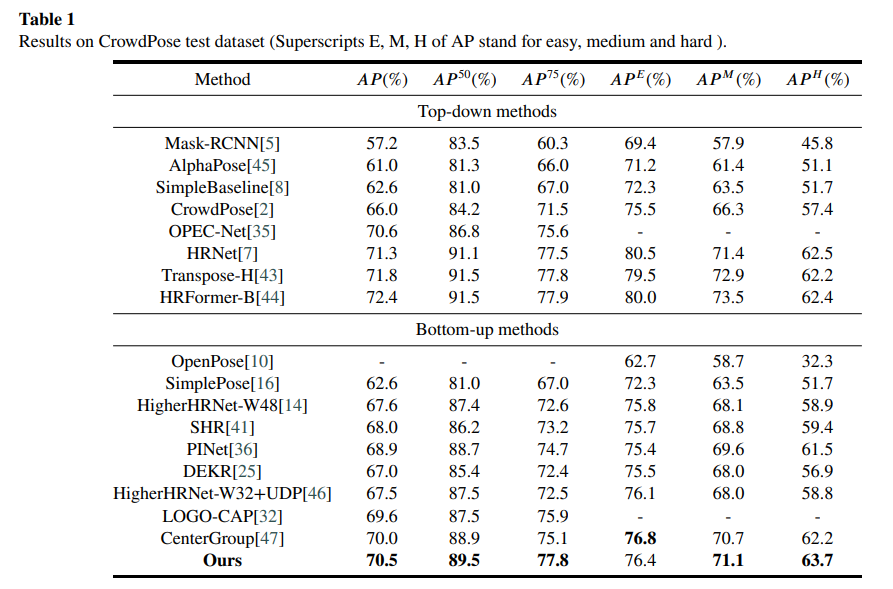 Table 1
Results on CrowdPose test dataset (Superscripts E, M, H of AP stand for easy, medium and hard ).
Method AP(%) AP50(%) AP75(%) APE(%) APM(%) APH(%)
Top-down methods
Mask-RCNN[5] 57.2 83.5 60.3 69.4 57.9 45.8
AlphaPose[45] 61.0 81.3 66.0 71.2 61.4 51.1
SimpleBaseline[8] 62.6 81.0 67.0 72.3 63.5 51.7
CrowdPose[2] 66.0 84.2 71.5 75.5 66.3 57.4
OPEC-Net[35] 70.6 86.8 75.6 - - -
HRNet[7] 71.3 91.1 77.5 80.5 71.4 62.5
Transpose-H[43] 71.8 91.5 77.8 79.5 72.9 62.2
HRFormer-B[44] 72.4 91.5 77.9 80.0 73.5 62.4
Bottom-up methods
OpenPose[10] - - - 62.7 58.7 32.3
SimplePose[16] 62.6 81.0 67.0 72.3 63.5 51.7
HigherHRNet-W48[14] 67.6 87.4 72.6 75.8 68.1 58.9
SHR[41] 68.0 86.2 73.2 75.7 68.8 59.4
PINet[36] 68.9 88.7 74.7 75.4 69.6 61.5
DEKR[25] 67.0 85.4 72.4 75.5 68.0 56.9
HigherHRNet-W32+UDP[46] 67.5 87.5 72.5 76.1 68.0 58.8
LOGO-CAP[32] 69.6 87.5 75.9 - - -
CenterGroup[47] 70.0 88.9 75.1 76.8 70.7 62.2
Ours 70.5 89.5 77.8 76.4 71.1 63.7